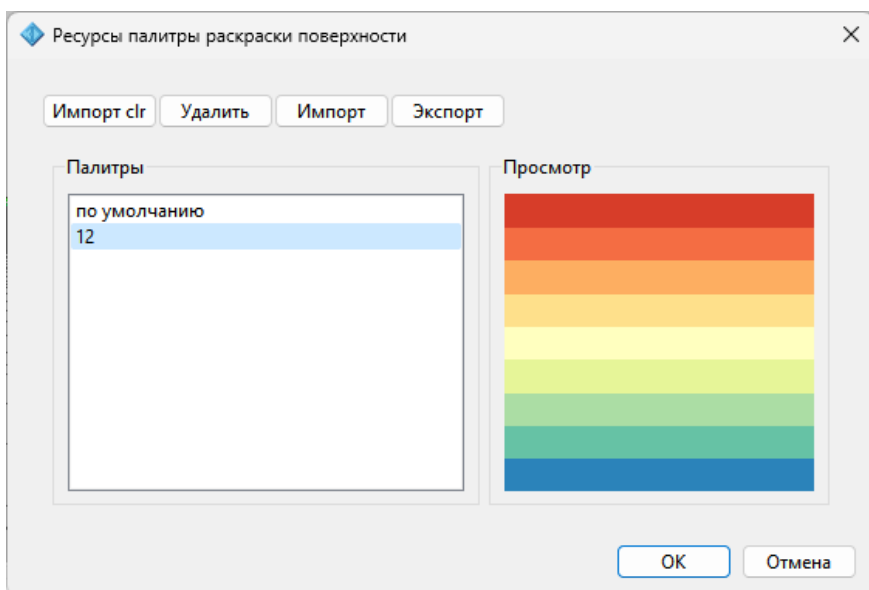 Ресурсы палитры раскраски поверхности
Импорт clr Удалить Импорт Экспорт
Палитры
по умолчанию
12
Просмотр
OK Отмена